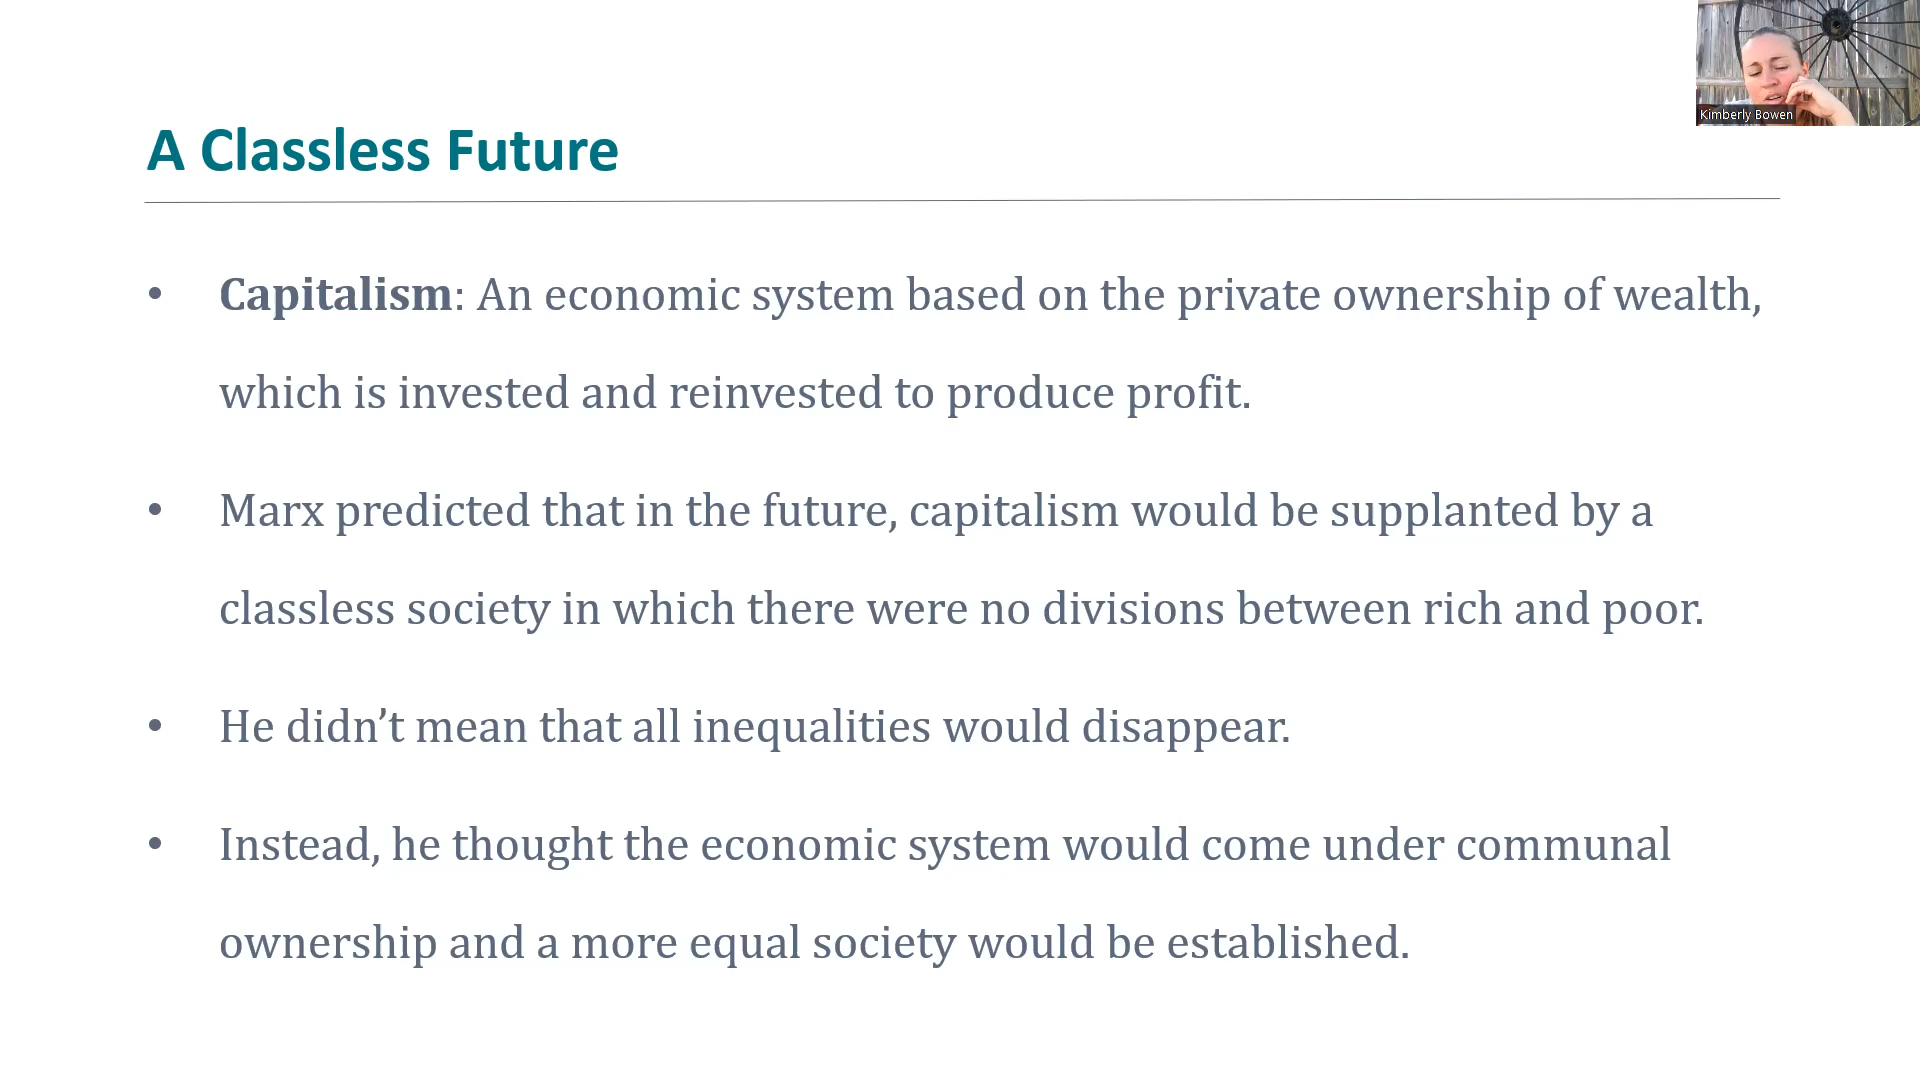 Kimberly Bowen
A Classless Future
• Capitalism: An economic system based on the private ownership of wealth,
which is invested and reinvested to produce profit.
• Marx predicted that in the future, capitalism would be supplanted by a
classless society in which there were no divisions between rich and poor.
• He didn’t mean that all inequalities would disappear.
• Instead, he thought the economic system would come under communal
ownership and a more equal society would be established.